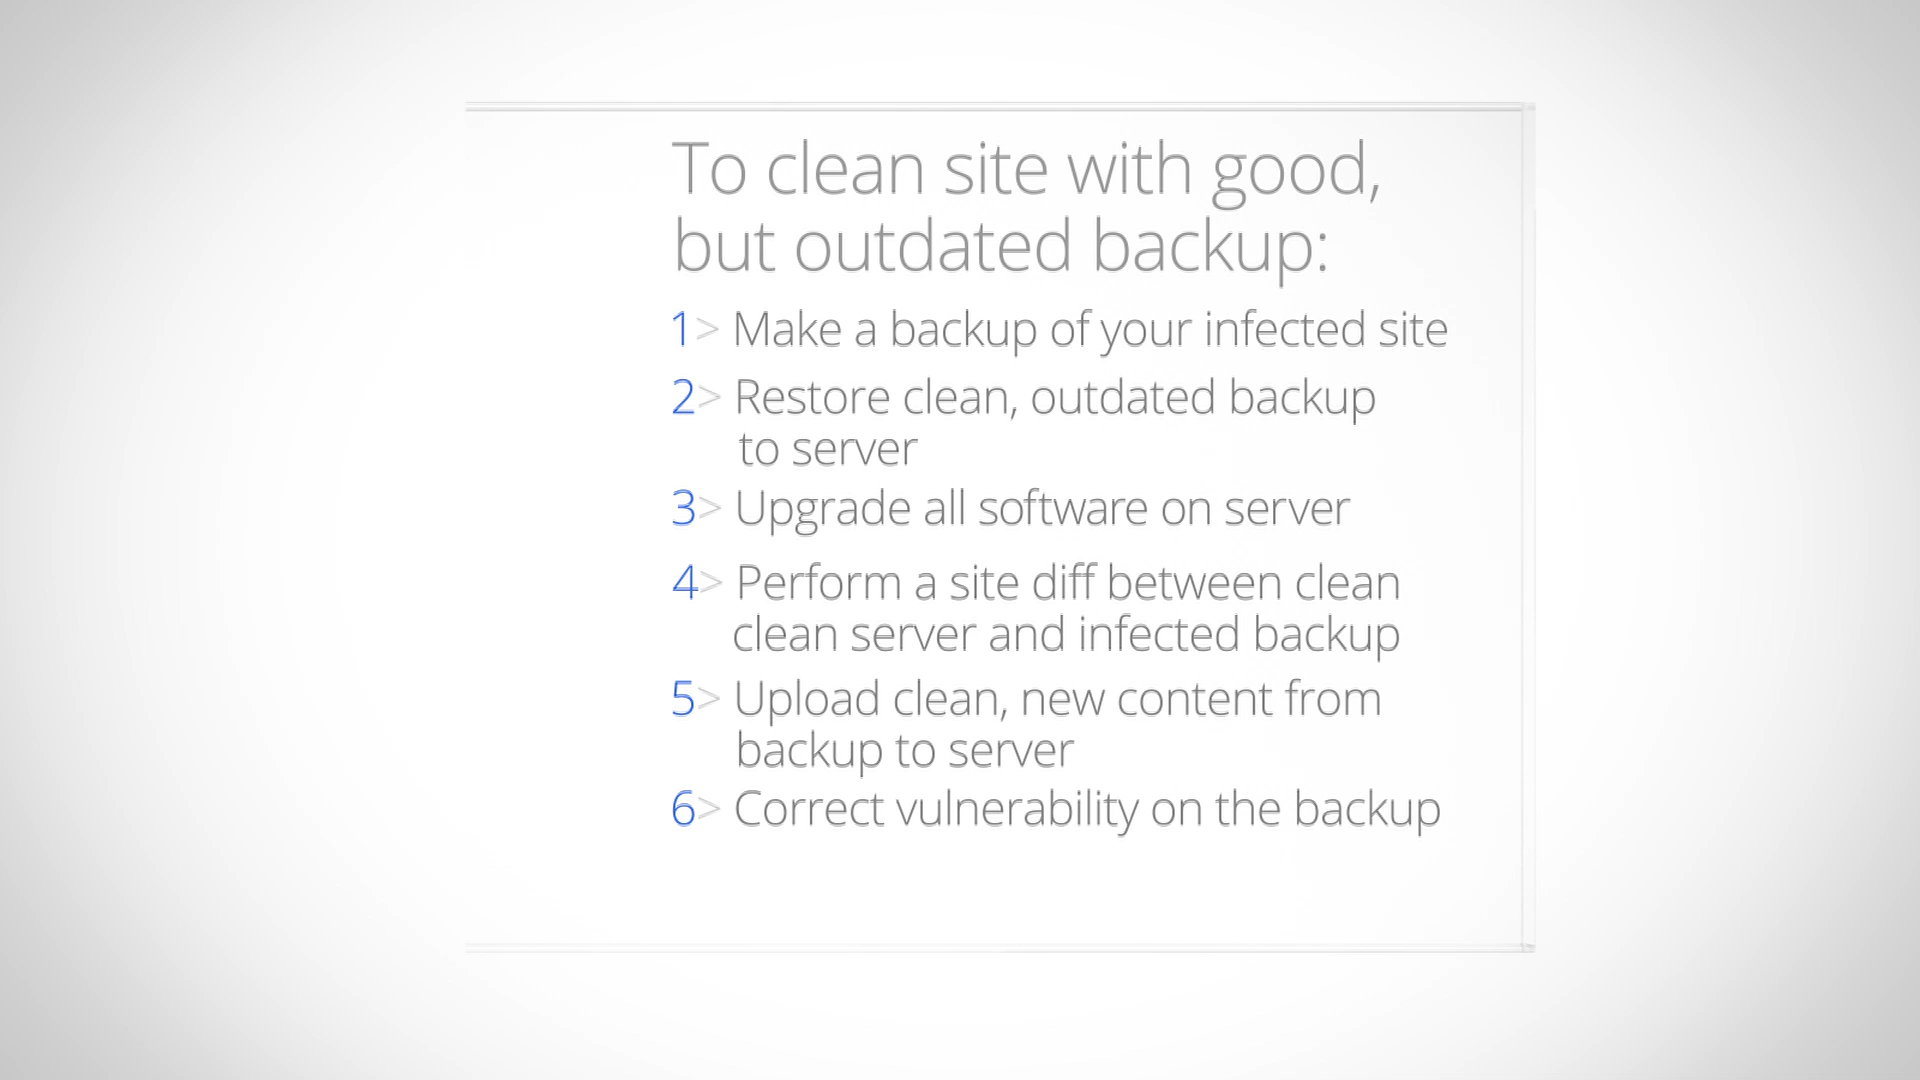 To clean site with good,
but outdated backup:
1> Make a backup of your infected site
2> Restore clean, outdated backup
to server
3> Upgrade all software on server
4> Perform a site diff between clean
clean server and infected backup
5> Upload clean, new content from
backup to server
6> Correct vulnerability on the backup